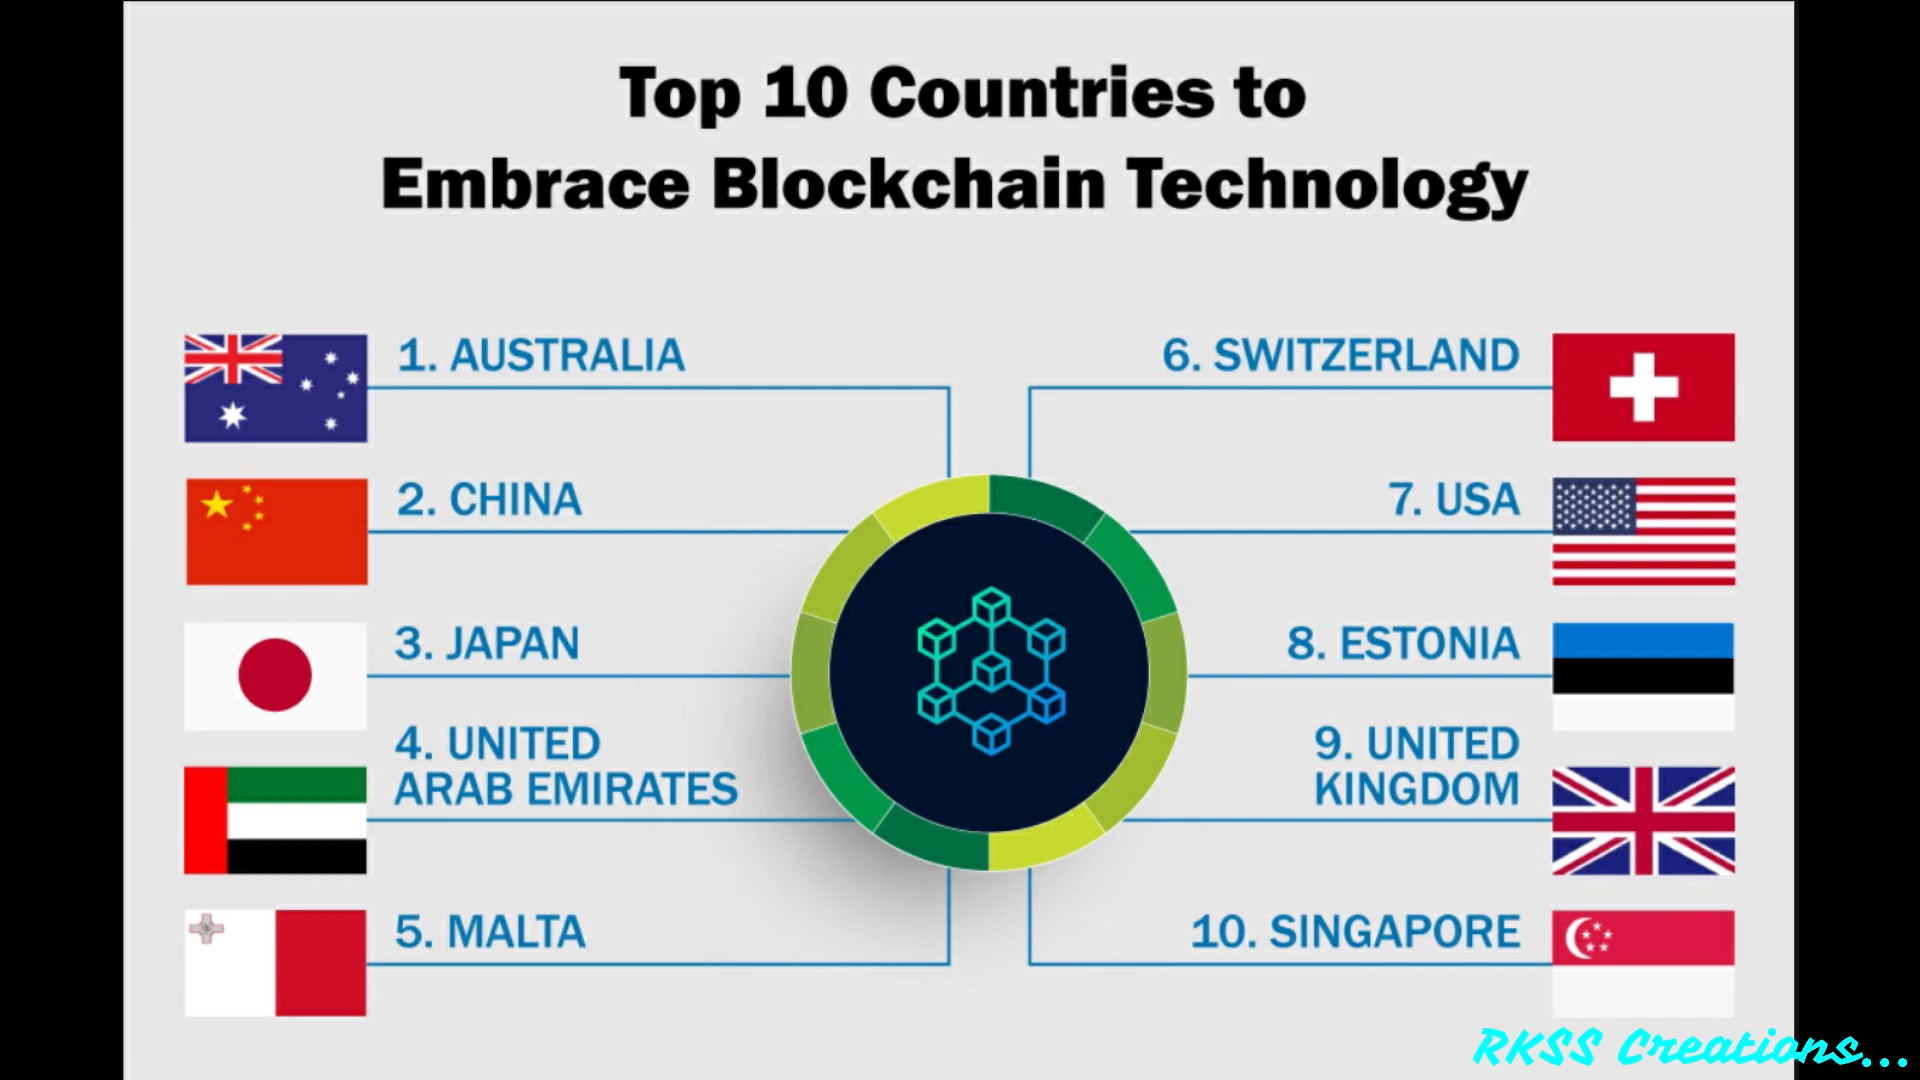 Top 10 Countries to
Embrace Blockchain Technology
1. AUSTRALIA
2. CHINA
3. JAPAN
4. UNITED
ARAB EMIRATES
5. MALTA
6. SWITZERLAND
7. USA
8. ESTONIA
9. UNITED
KINGDOM
10. SINGAPORE
RKSS Creations...